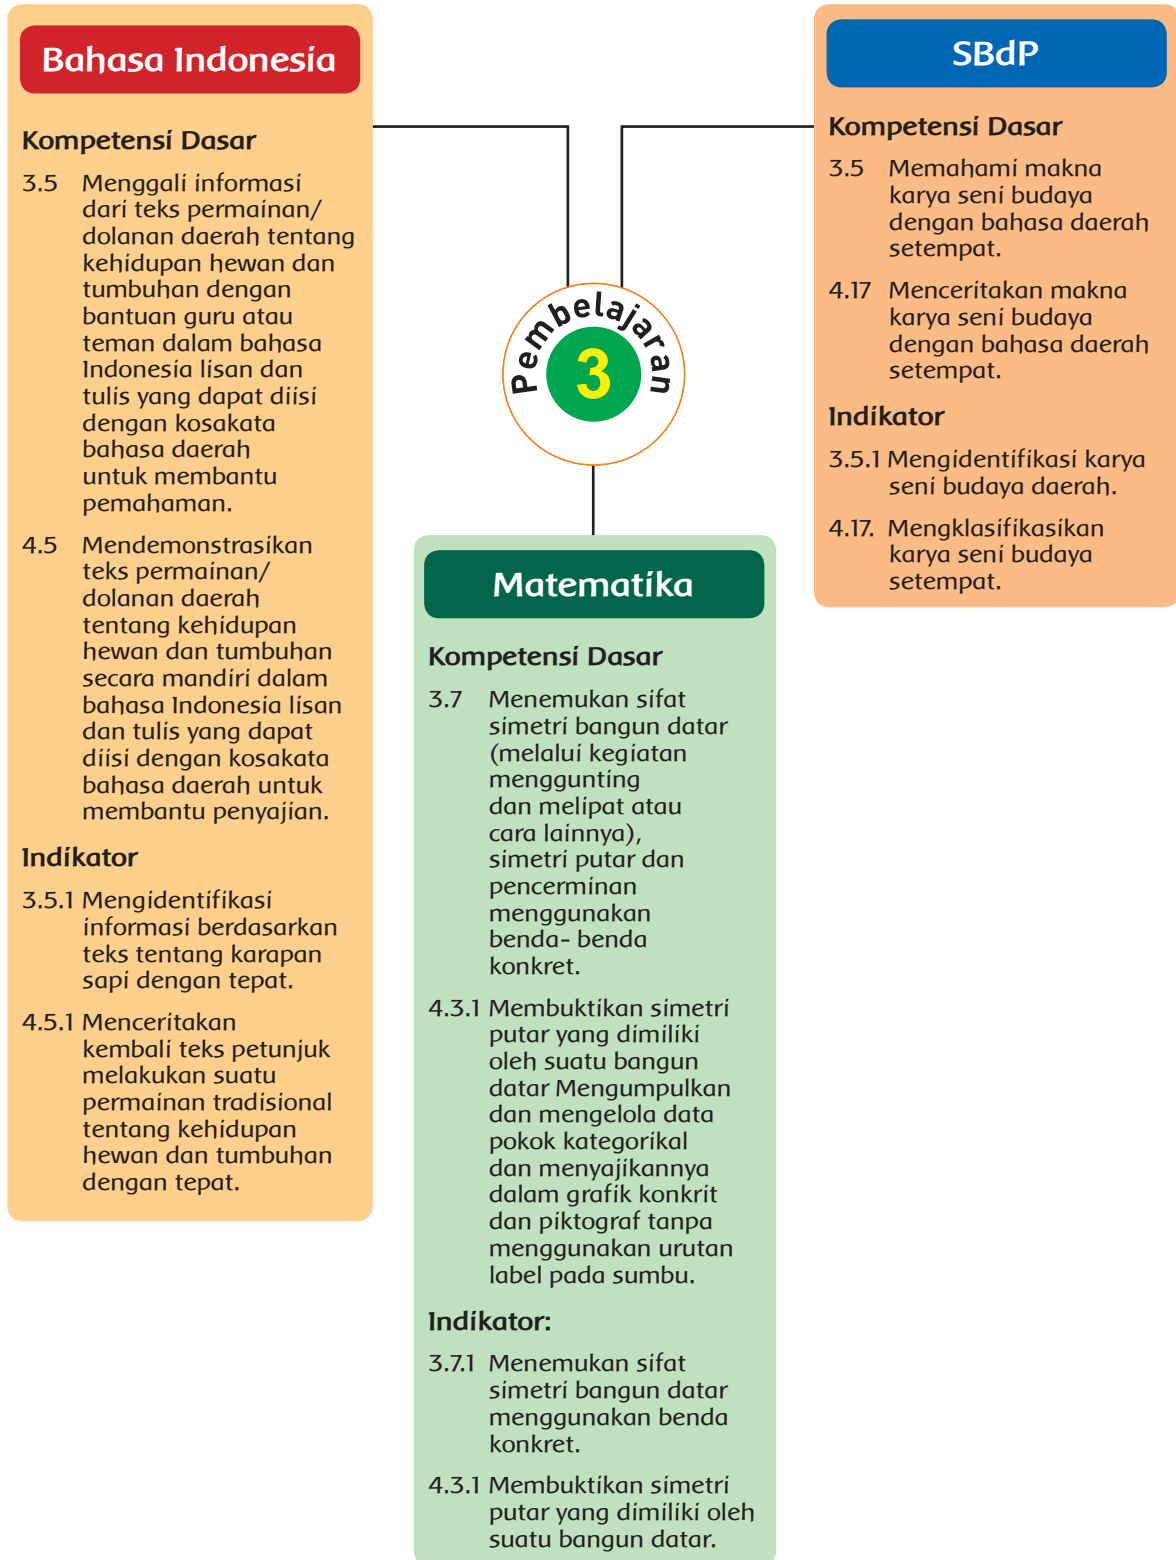 Bahasa Indonesia
Kompetensi Dasar
3.5 Menggali informasi
dari teks permainan/
dolanan daerah tentang
kehidupan hewan dan
tumbuhan dengan
bantuan guru atau
teman dalam bahasa
Indonesia lisan dan
tulis yang dapat diisi
dengan kosakata
bahasa daerah
untuk membantu
pemahaman.
4.5 Mendemonstrasikan
teks permainan/
dolanan daerah
tentang kehidupan
hewan dan tumbuhan
secara mandiri dalam
bahasa Indonesia lisan
dan tulis yang dapat
diisi dengan kosakata
bahasa daerah untuk
membantu penyajian.
Indikator
3.5.1 Mengidentifikasi
informasi berdasarkan
teks tentang karapan
sapi dengan tepat.
4.5.1 Menceritakan
kembali teks petunjuk
melakukan suatu
permainan tradisional
tentang kehidupan
hewan dan tumbuhan
dengan tepat.
Pembelajaran
3
Matematika
Kompetensi Dasar
3.7 Menemukan sifat
simetri bangun datar
(melalui kegiatan
menggunting
dan melipat atau
cara lainnya),
simetri putar dan
pencerminan
menggunakan
benda- benda
konkret.
4.3.1 Membuktikan simetri
putar yang dimiliki
oleh suatu bangun
datar Mengumpulkan
dan mengelola data
pokok kategorikal
dan menyajikannya
dalam grafik konkrit
dan piktograf tanpa
menggunakan urutan
label pada sumbu.
Indikator:
3.7.1 Menemukan sifat
simetri bangun datar
menggunakan benda
konkret.
4.3.1 Membuktikan simetri
putar yang dimiliki oleh
suatu bangun datar.
SBdP
Kompetensi Dasar
3.5 Memahami makna
karya seni budaya
dengan bahasa daerah
setempat.
4.17 Menceritakan makna
karya seni budaya
dengan bahasa daerah
setempat.
Indikator
3.5.1 Mengidentifikasi karya
seni budaya daerah.
4.17. Mengklasifikasikan
karya seni budaya
setempat.